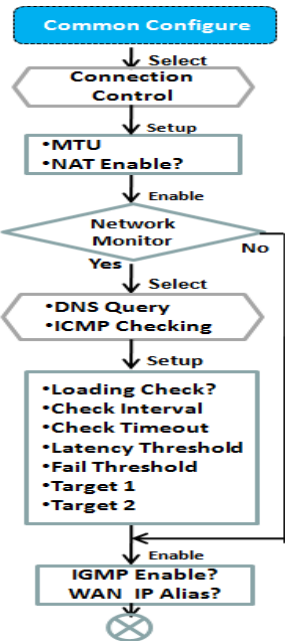 Common Configure
Select
Connection
Control
Setup
•MTU
•NAT Enable?
Enable
Network
Monitor
No
Yes
Select
•DNS Query
•ICMP Checking
Setup
•Loading Check?
•Check Interval
•Check Timeout
•Latency Threshold
•Fail Threshold
•Target 1
•Target 2
Enable
IGMP Enable?
WAN IP Alias?